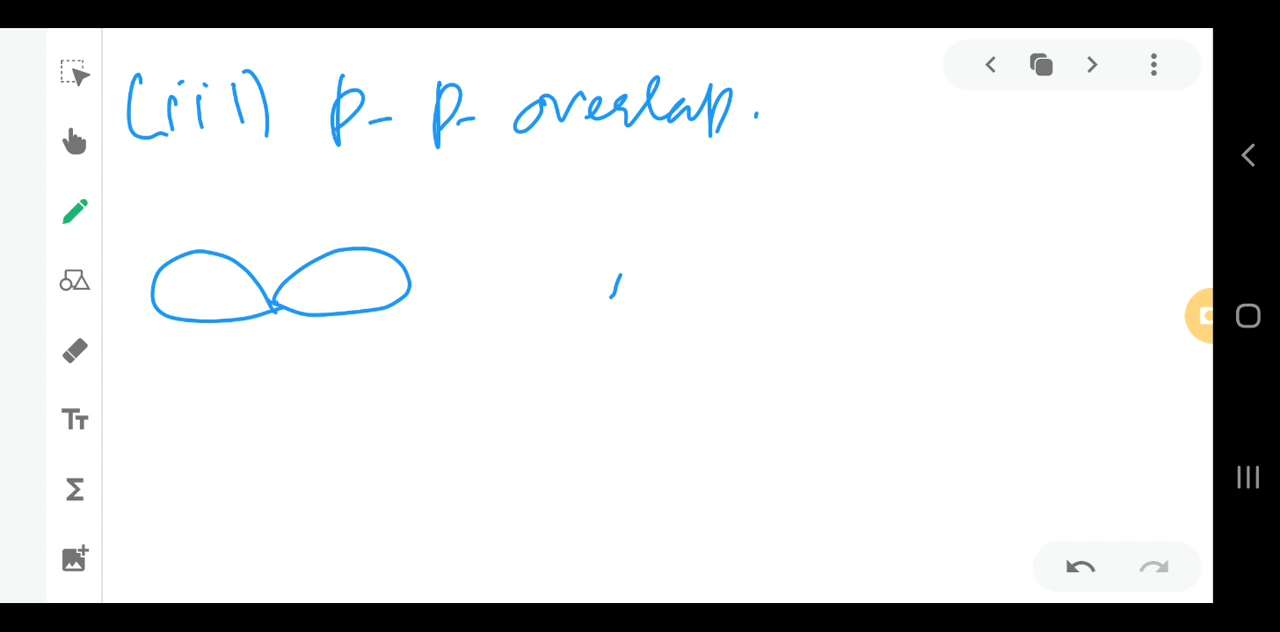 (iii) p- p- overlap.